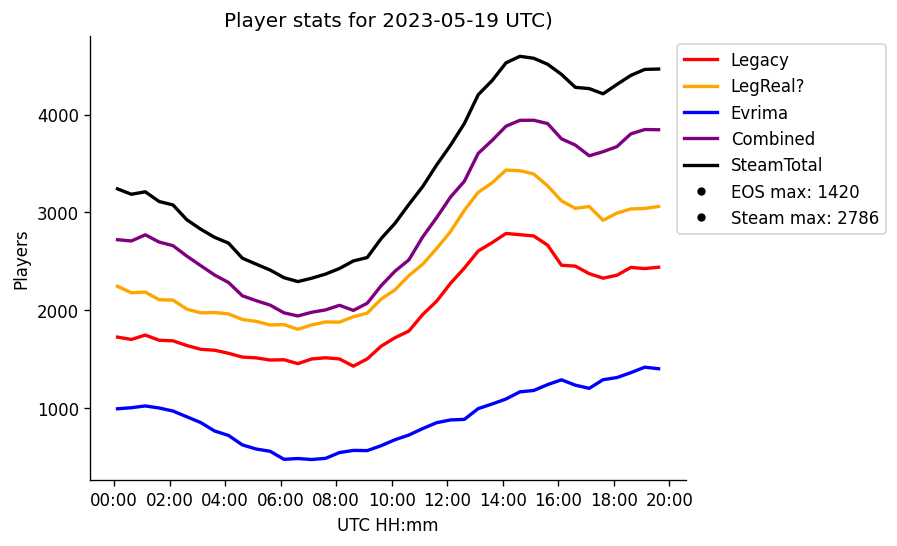 Player stats for 2023-05-19 UTC)
Legacy
LegReal?
Evrima
Combined
SteamTotal
EOS max: 1420
Steam max: 2786
Players
4000
3000
2000
1000
00:00 02:00 04:00 06:00 08:00 10:00 12:00 14:00 16:00 18:00 20:00
UTC HH:mm